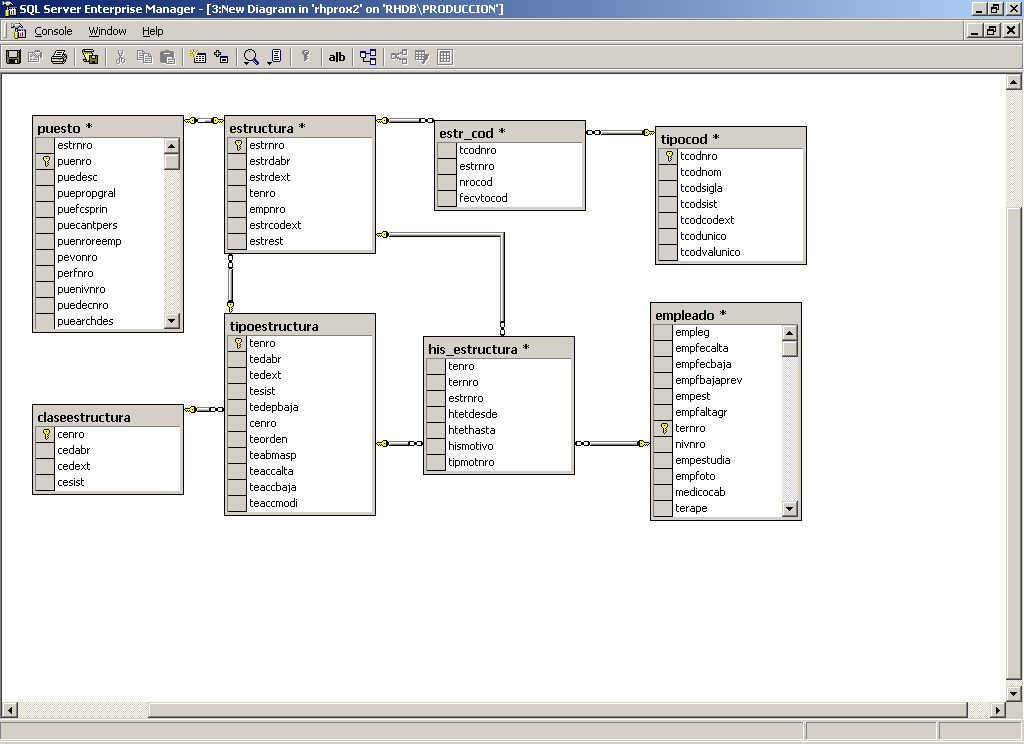 SQL Server Enterprise Manager - [3:New Diagram in 'rhprox2' on 'RHDB\PRODUCCION']
Console Window Help
ab
puesto *
estrnro
puenro
puedesc
puepropgral
puefcsprin
puecantpers
puenroreemp
pevonro
perfnro
puenivnro
puedecnro
puearchdes
estructura *
estrnro
estrdabr
estrdext
tenro
empnro
estrcodext
estrest
estr_cod *
tcodnro
estrnro
nrocod
fecvtocod
tipocod *
tcodnro
tcodnom
tcodsigla
tcodsist
tcodcodext
tcodunico
tcodvalunico
claseestructura
cenro
cedabr
cedext
cesist
tipoestructura
tenro
tedabr
tedext
tesist
tedepbaja
cenro
teorden
teabmasp
teaccalta
teaccbaja
teaccmodi
his_estructura *
tenro
ternro
estrnro
htetdesde
htethasta
hismotivo
tipmotnro
empleado *
empleg
empfecalta
empfecbaja
empfbajaprev
empest
empfaltagr
ternro
nivnro
empestudia
empfoto
medicocab
terape